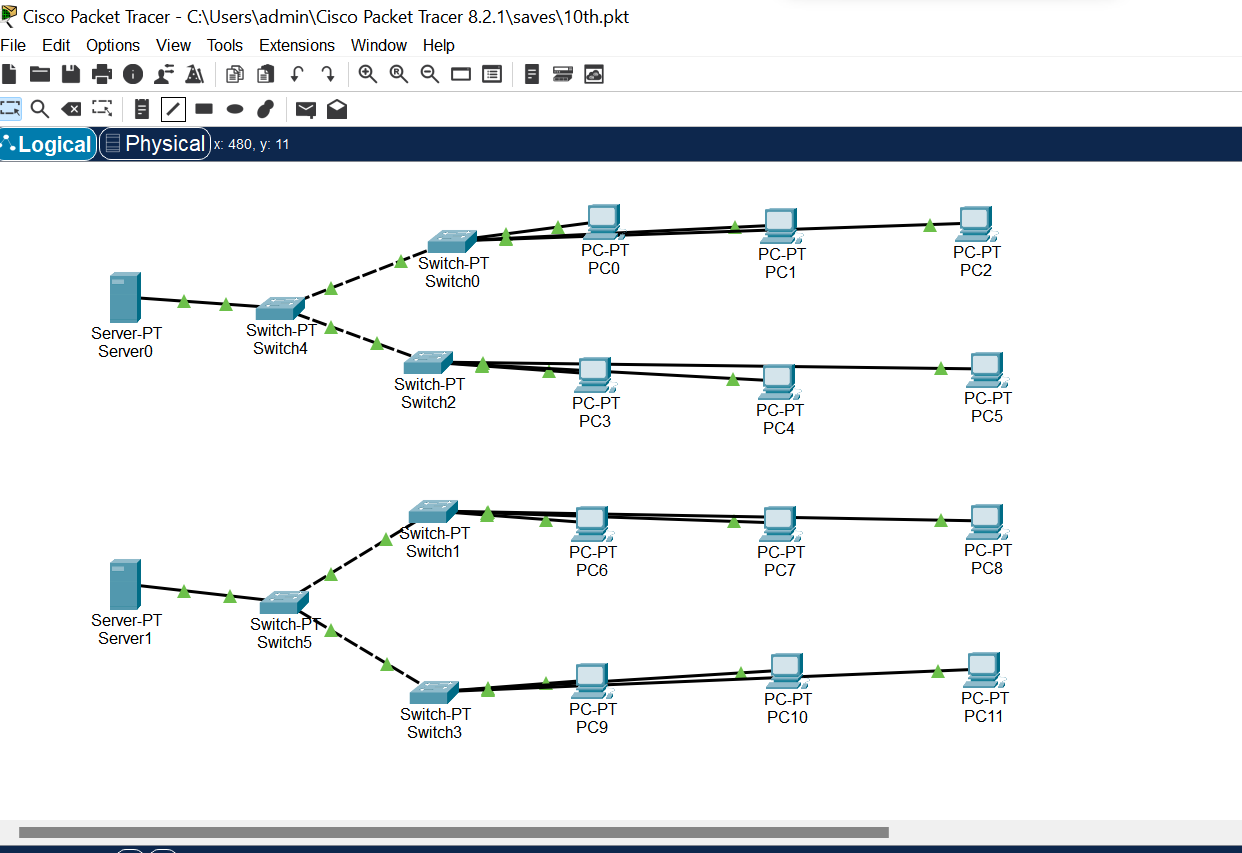 Cisco Packet Tracer - C:\Users\admin\Cisco Packet Tracer 8.2.1\saves\10th.pkt
File Edit Options View Tools Extensions Window Help
Logical Physical x: 480, y: 11
PC-PT
PC0
PC-PT
PC1
PC-PT
PC2
Switch-PT
Switch0
Server-PT
Server0
Switch-PT
Switch4
Switch-PT
Switch2
PC-PT
PC3
PC-PT
PC4
PC-PT
PC5
Switch-PT
Switch1
PC-PT
PC6
PC-PT
PC7
PC-PT
PC8
Server-PT
Server1
Switch-PT
Switch5
Switch-PT
Switch3
PC-PT
PC9
PC-PT
PC10
PC-PT
PC11